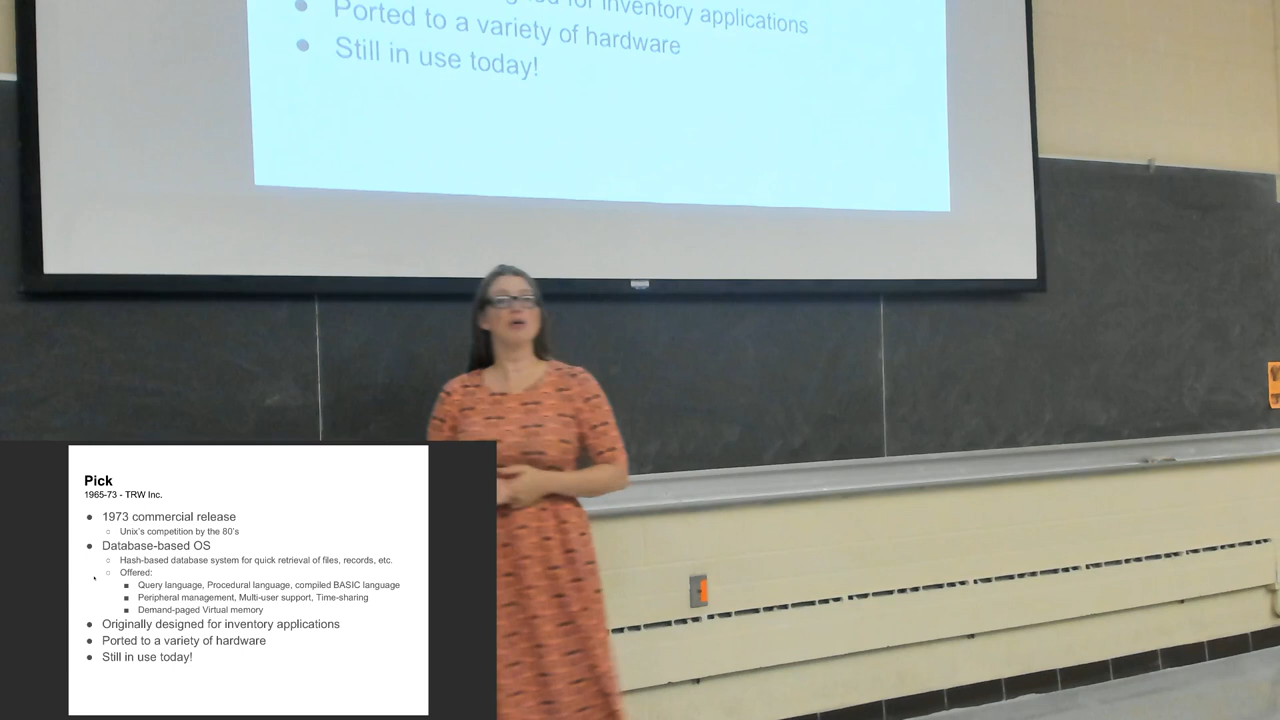 for inventory applications
● Ported to a variety of hardware
● Still in use today!
Pick
1965-73 - TRW Inc.
● 1973 commercial release
○ Unix's competition by the 80's
● Database-based OS
○ Hash-based database system for quick retrieval of files, records, etc.
○ Offered:
■ Query language, Procedural language, compiled BASIC language
■ Peripheral management, Multi-user support, Time-sharing
■ Demand-paged Virtual memory
● Originally designed for inventory applications
● Ported to a variety of hardware
● Still in use today!